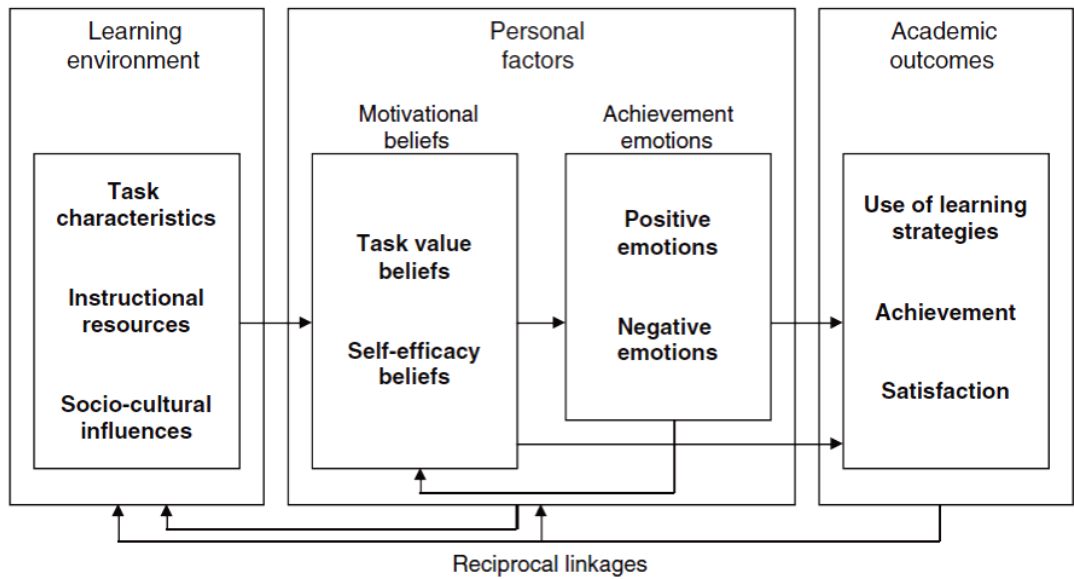 Learning
environment
Personal
factors
Academic
outcomes
Motivational
beliefs
Achievement
emotions
Task
characteristics
Instructional
resources
Socio-cultural
influences
Task value
beliefs
Self-efficacy
beliefs
Positive
emotions
Negative
emotions
Use of learning
strategies
Achievement
Satisfaction
Reciprocal linkages